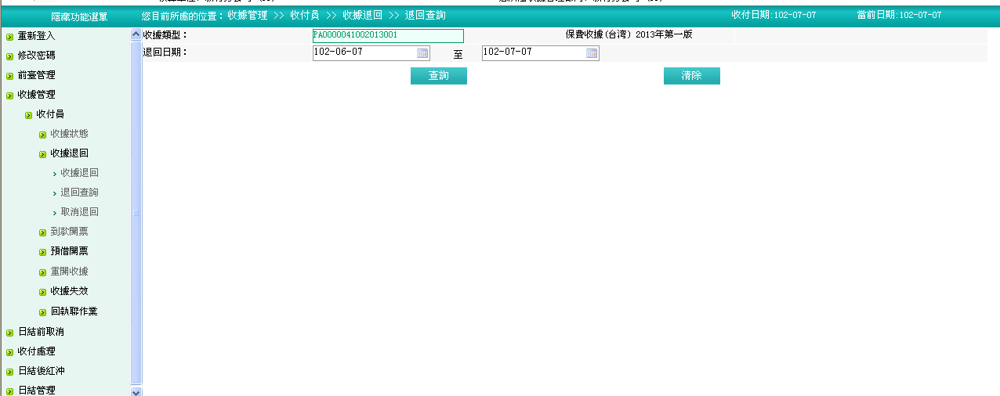 隱藏功能選單
您目前所處的位置：收據管理 >> 收付員 >> 收據退回 >> 退回查詢
收付日期:102-07-07
當前日期:102-07-07
收據類型：
PA0000041002013001
保費收據(台湾) 2013年第一版
退回日期：
102-06-07
至
102-07-07
查詢
清除
重新登入
修改密碼
前臺管理
收據管理
收付員
收據狀態
收據退回
收據退回
退回查詢
取消退回
到款開票
預借開票
重開收據
收據失效
回執聯作業
日結前取消
收付處理
日結後紅沖
日結管理